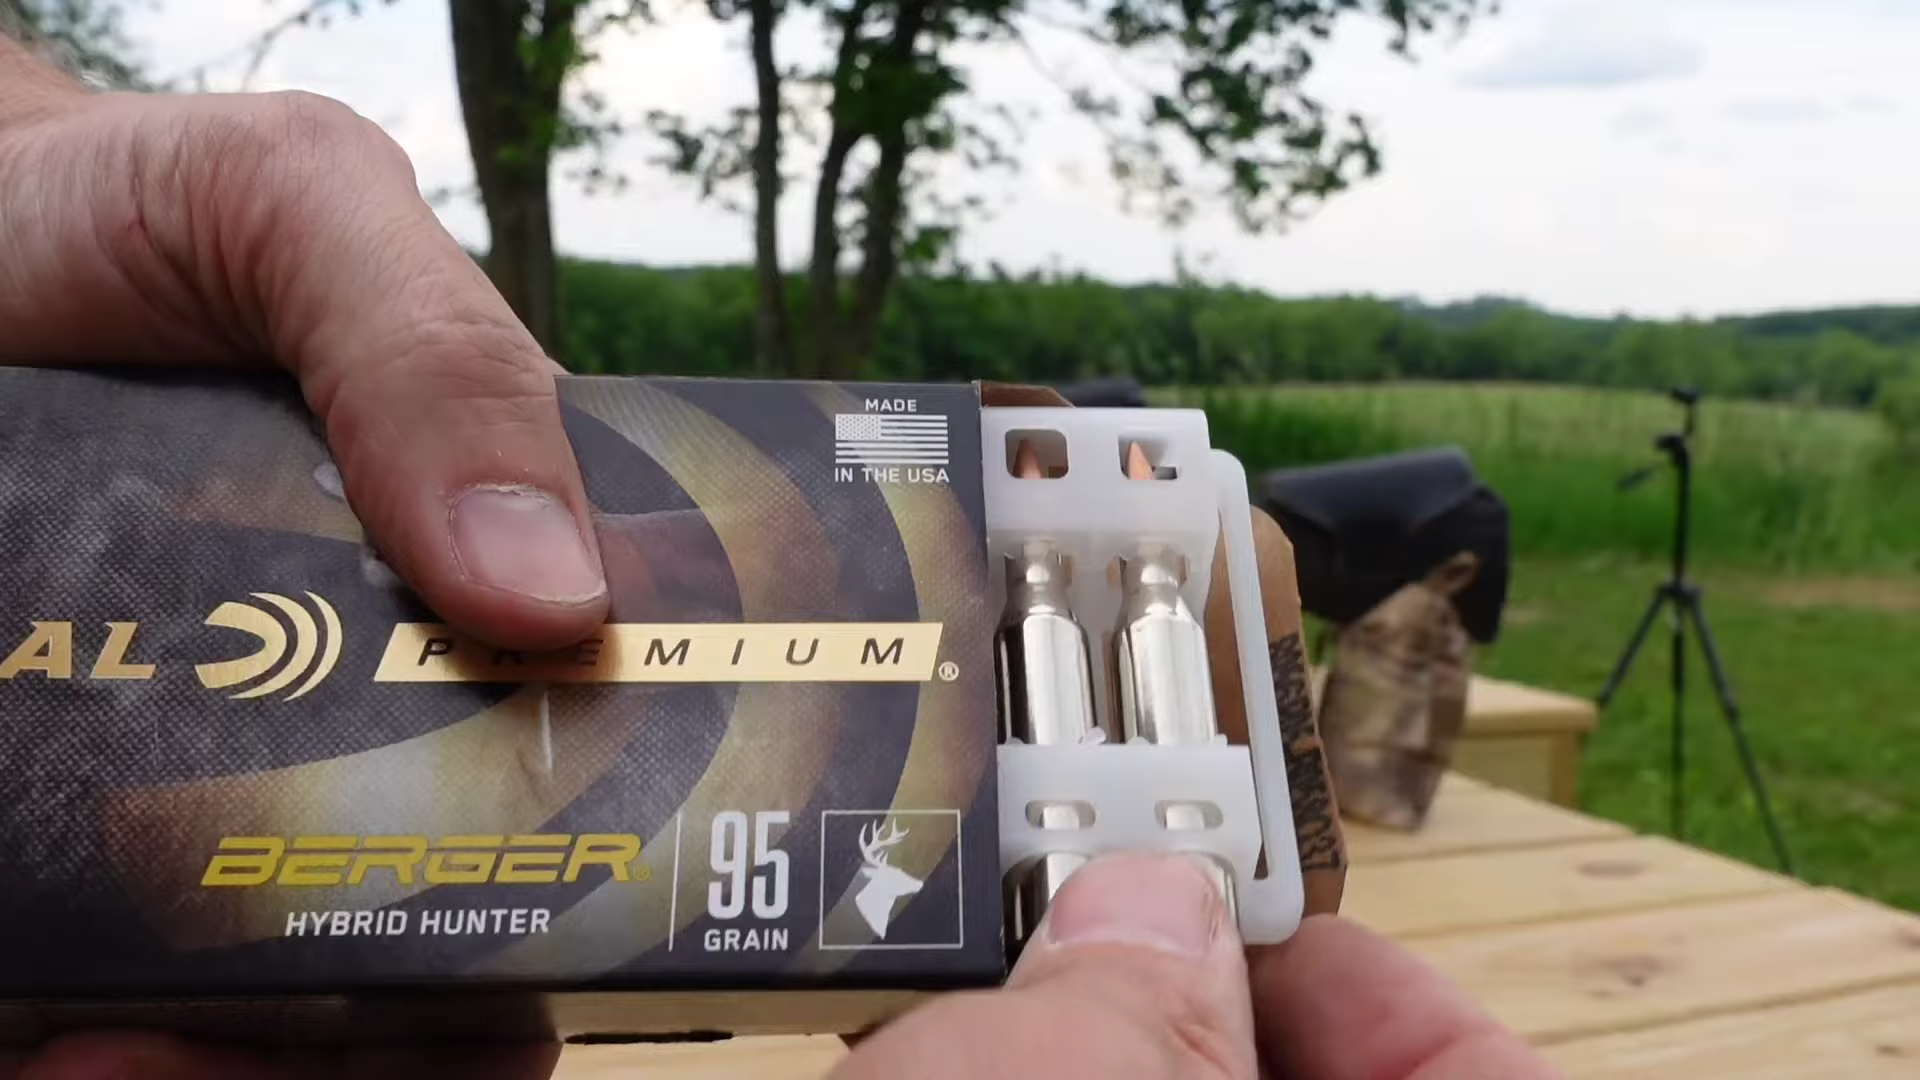 MADE
IN THE USA
AL PREMIUM®
BERGER®
HYBRID HUNTER
95
GRAIN